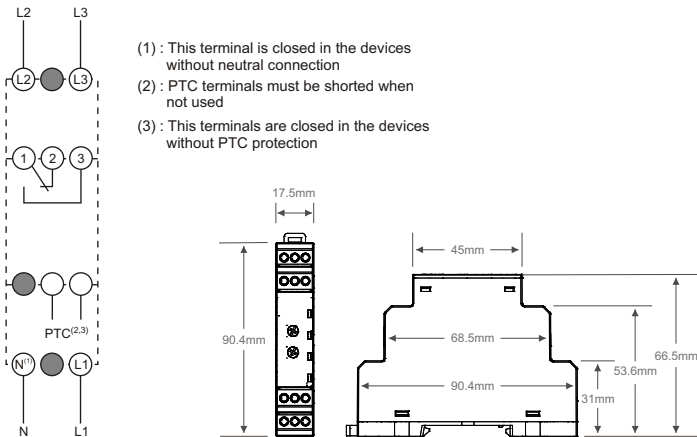 L2 L3
L2 L3
(1) : This terminal is closed in the devices
without neutral connection
(2) : PTC terminals must be shorted when
not used
(3) : This terminals are closed in the devices
without PTC protection
1 2 3
PTC(2,3)
N(1) L1
N L1
17.5mm
90.4mm
45mm
68.5mm
90.4mm
31mm
53.6mm
66.5mm